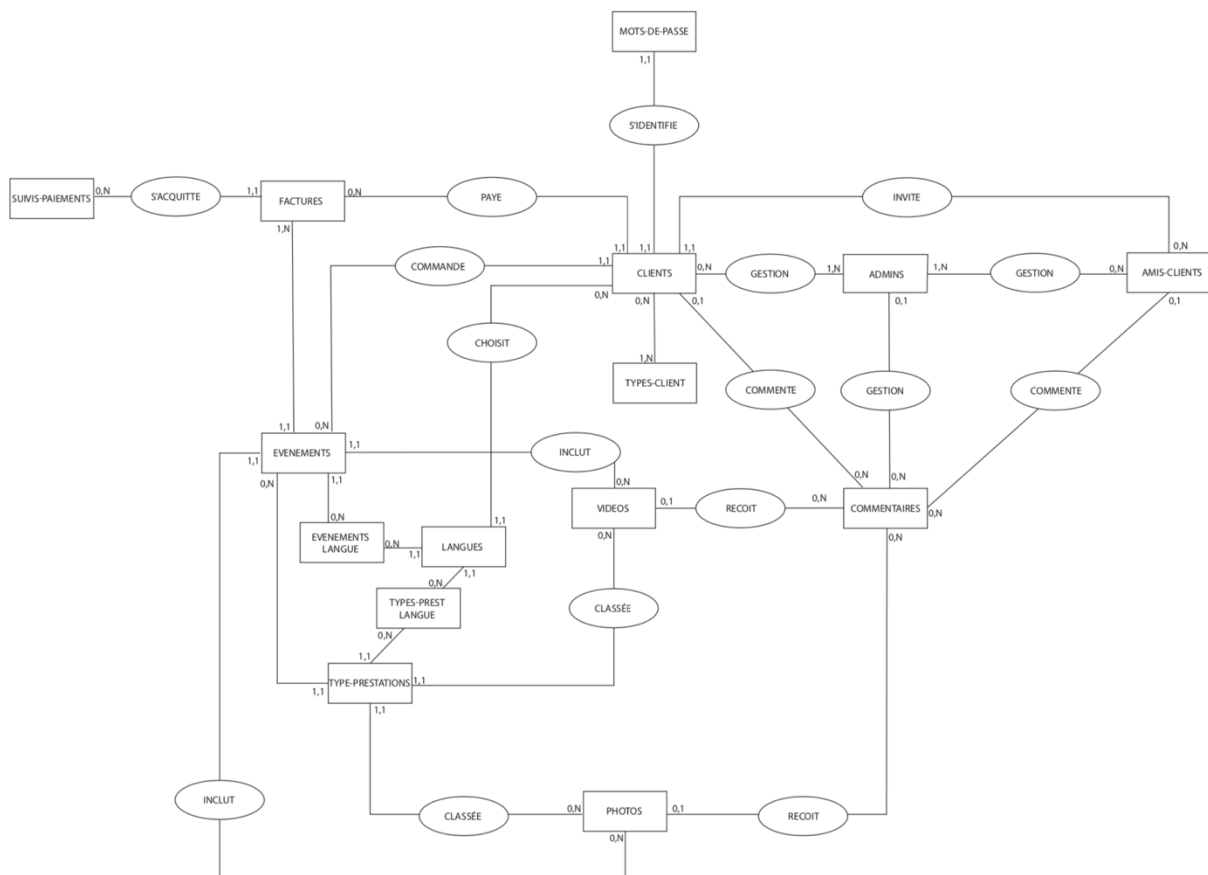 MOTS-DE-PASSE
1,1
S'IDENTIFIE
SUIVIS-PAIEMENTS
0,N
S'ACQUITTE
1,1
FACTURES
0,N
PAYE
INVITE
1,N
1,1
1,1
1,1
0,N
COMMANDE
1,1
CLIENTS
0,N
GESTION
1,N
ADMINS
1,N
GESTION
0,N
AMIS-CLIENTS
0,N
0,N
0,1
0,1
0,1
CHOISIT
1,N
TYPES-CLIENT
COMMENTE
GESTION
COMMENTE
1,1
0,N
EVENEMENTS
1,1
1,1
INCLUT
0,N
1,1
0,N
0,N
0,N
VIDEOS
0,1
RECOIT
0,N
COMMENTAIRES
0,N
0,N
EVENEMENTS
LANGUE
0,N
1,1
1,1
LANGUES
1,1
0,N
0,N
0,N
TYPES-PREST
LANGUE
0,N
CLASSÉE
1,1
TYPE-PRESTATIONS
1,1
1,1
1,1
INCLUT
CLASSÉE
0,N
PHOTOS
0,1
RECOIT
0,N